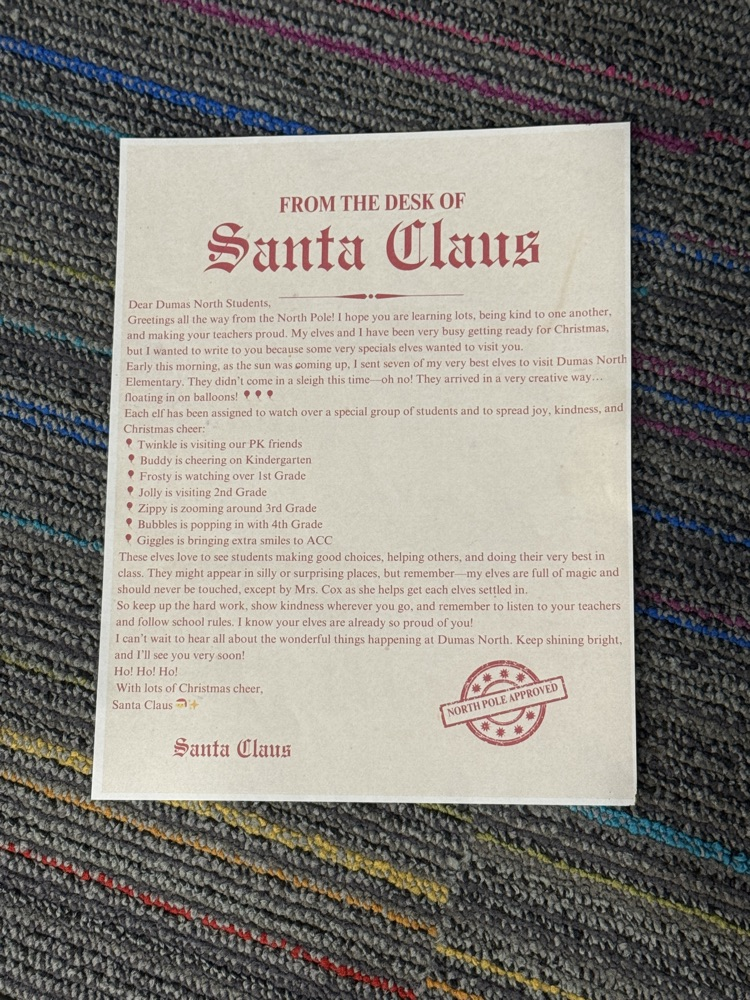 FROM THE DESK OF
Santa Claus
Dear Dumas North Students,
Greetings all the way from the North Pole! I hope you are learning lots, being kind to one another,
and making your teachers proud. My elves and I have been very busy getting ready for Christmas,
but I wanted to write to you because some very specials elves wanted to visit you.
Early this morning, as the sun was coming up, I sent seven of my very best elves to visit Dumas North
Elementary. They didn't come in a sleigh this time—oh no! They arrived in a very creative way…
floating in on balloons! 🎈🎈🎈
Each elf has been assigned to watch over a special group of students and to spread joy, kindness, and
Christmas cheer:
🎈 Twinkle is visiting our PK friends
🎈 Buddy is cheering on Kindergarten
🎈 Frosty is watching over 1st Grade
🎈 Jolly is visiting 2nd Grade
🎈 Zippy is zooming around 3rd Grade
🎈 Bubbles is popping in with 4th Grade
🎈 Giggles is bringing extra smiles to ACC
These elves love to see students making good choices, helping others, and doing their very best in
class. They might appear in silly or surprising places, but remember—my elves are full of magic and
should never be touched, except by Mrs. Cox as she helps get each elves settled in.
So keep up the hard work, show kindness wherever you go, and remember to listen to your teachers
and follow school rules. I know your elves are already so proud of you!
I can't wait to hear all about the wonderful things happening at Dumas North. Keep shining bright,
and I'll see you very soon!
Ho! Ho! Ho!
With lots of Christmas cheer,
Santa Claus 🎅✨
NORTH POLE APPROVED
Santa Claus